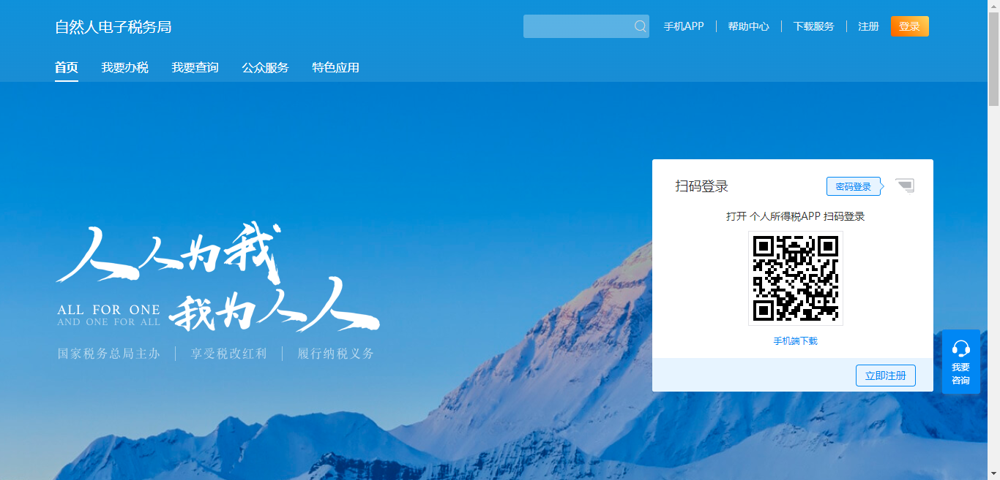 自然人电子税务局
手机APP
帮助中心
下载服务
注册
登录
首页
我要办税
我要查询
公众服务
特色应用
扫码登录
密码登录
打开 个人所得税APP 扫码登录
手机端下载
立即注册
人人为我
ALL FOR ONE
AND ONE FOR ALL
我为人人
国家税务总局主办
享受税改红利
履行纳税义务
我要
咨询